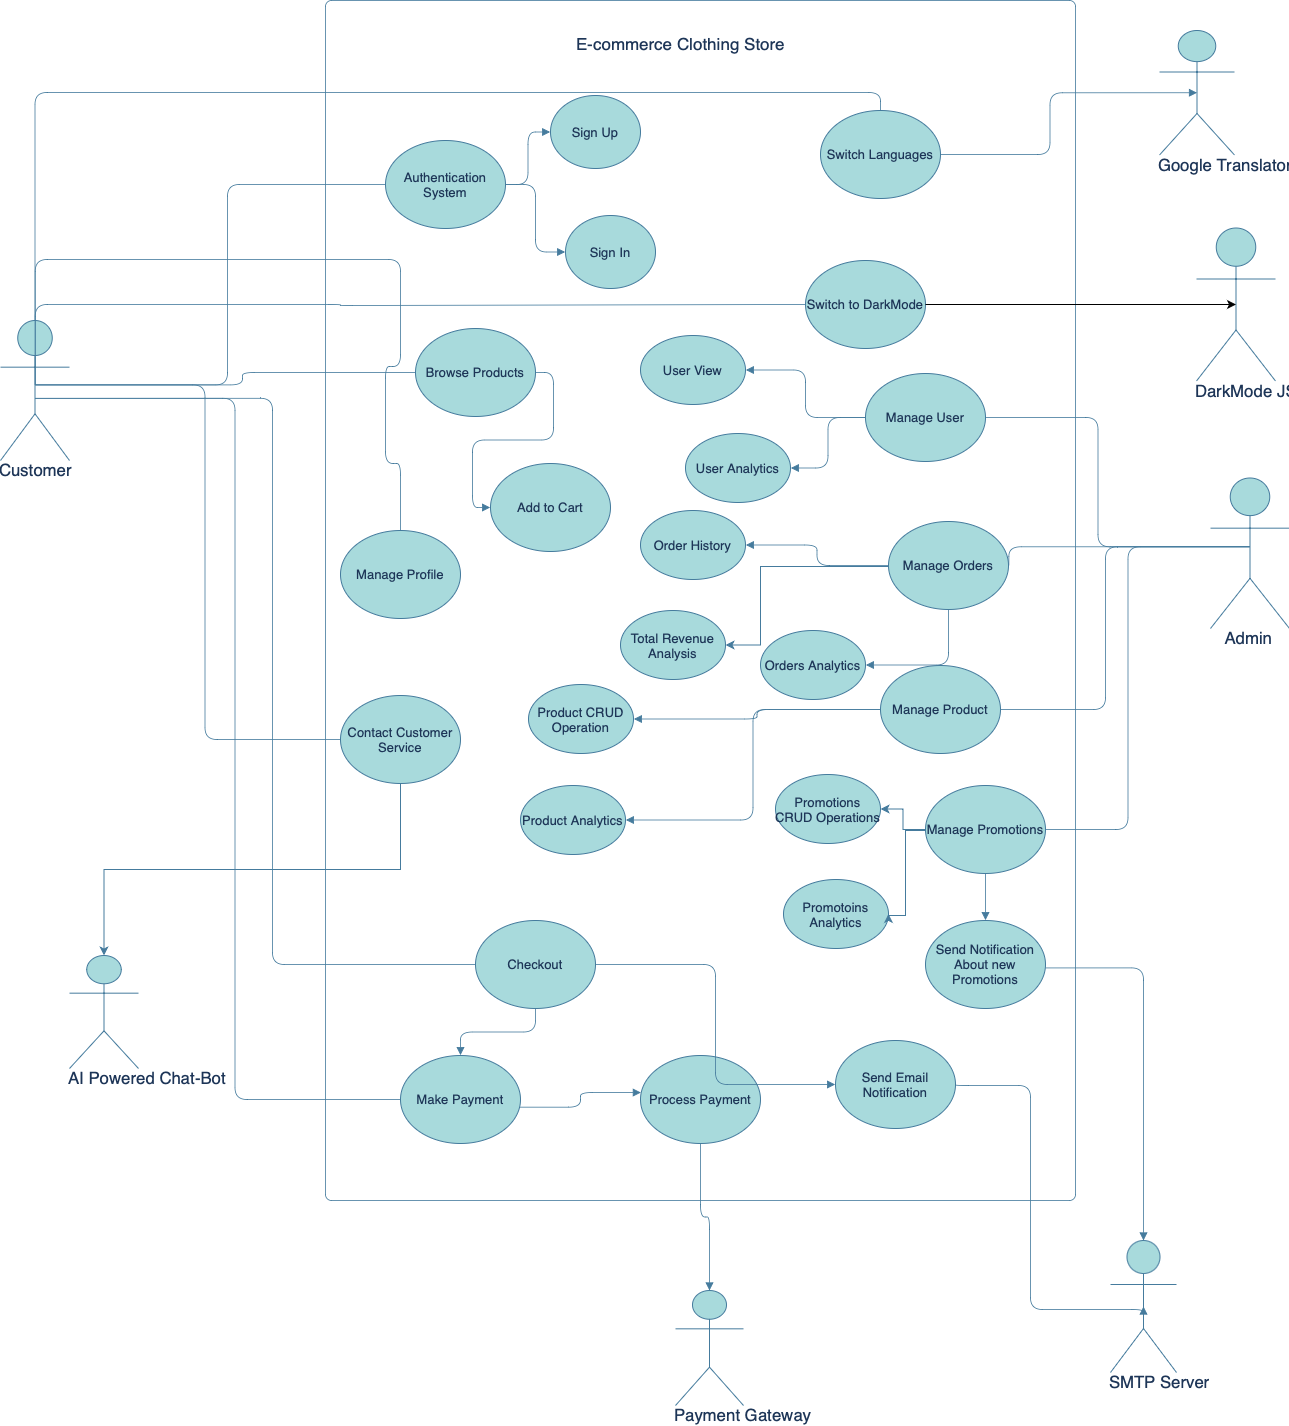 E-commerce Clothing Store
Sign Up
Switch Languages
Google Translator
Authentication
System
Sign In
Switch to DarkMode
DarkMode JS
Browse Products
User View
Manage User
Customer
User Analytics
Add to Cart
Order History
Manage Orders
Manage Profile
Admin
Total Revenue
Analysis
Orders Analytics
Product CRUD
Operation
Manage Product
Contact Customer
Service
Product Analytics
Promotions
CRUD Operations
Manage Promotions
Promotoins
Analytics
Send Notification
About new
Promotions
Checkout
AI Powered Chat-Bot
Make Payment
Process Payment
Send Email
Notification
SMTP Server
Payment Gateway